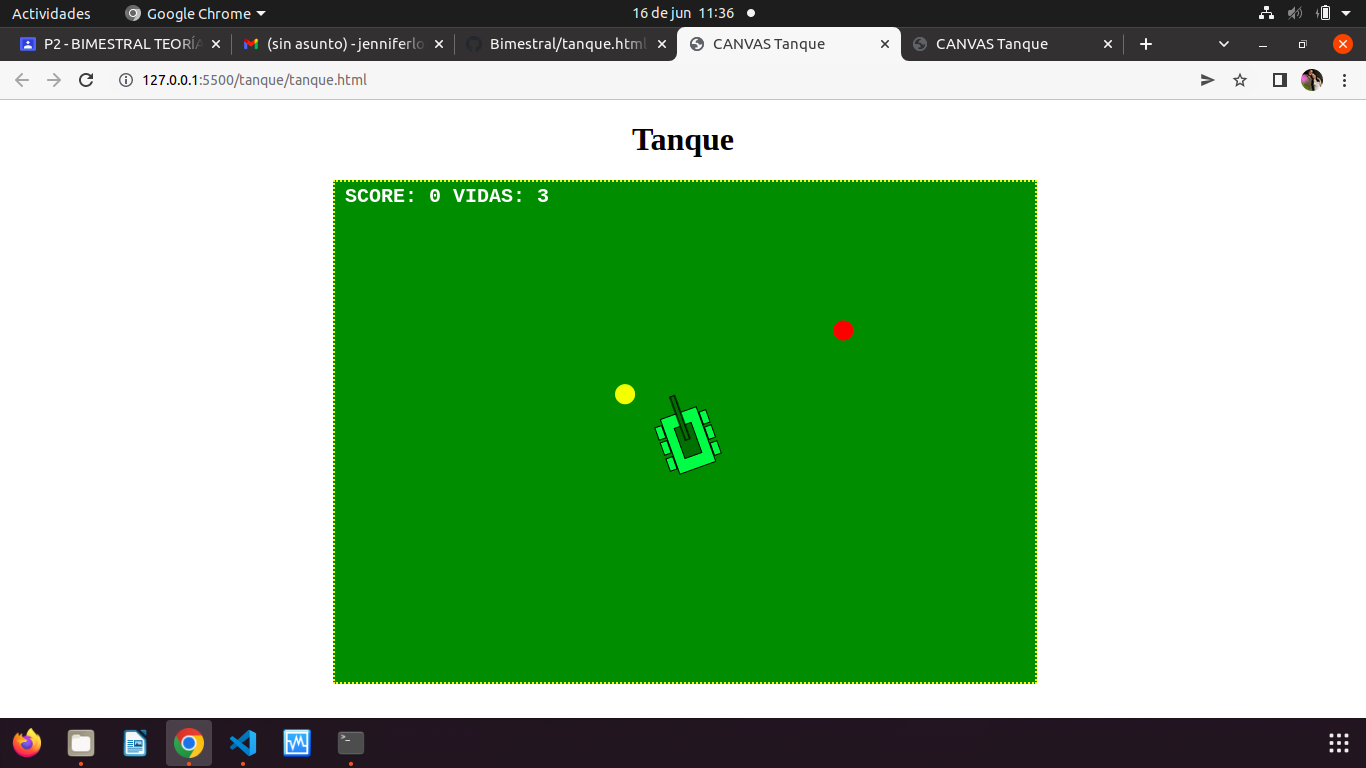 Actividades
Google Chrome
16 de jun 11:36
P2 - BIMESTRAL TEORÍA
(sin asunto) - jenniferlo
Bimestral/tanque.html
CANVAS Tanque
CANVAS Tanque
127.0.0.1:5500/tanque/tanque.html
Tanque
SCORE: 0 VIDAS: 3